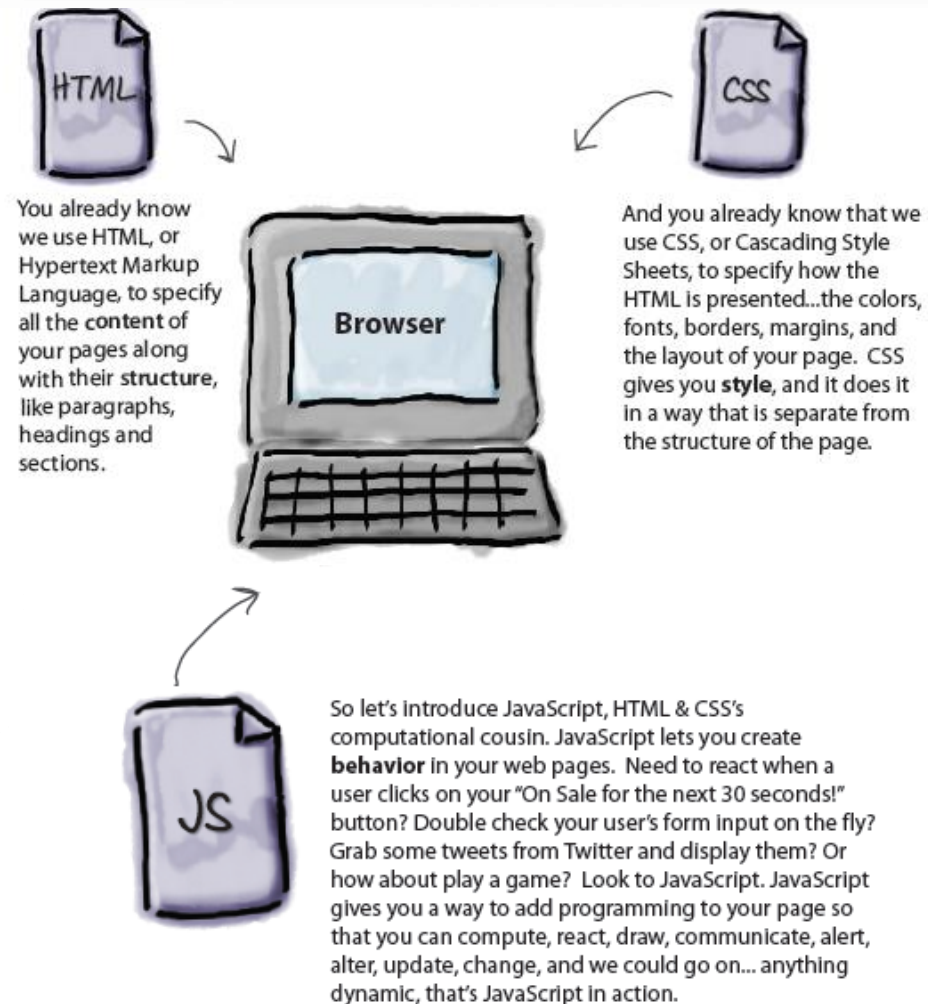 HTML
You already know
we use HTML, or
Hypertext Markup
Language, to specify
all the content of
your pages along
with their structure,
like paragraphs,
headings and
sections.
Browser
CSS
And you already know that we
use CSS, or Cascading Style
Sheets, to specify how the
HTML is presented...the colors,
fonts, borders, margins, and
the layout of your page.  CSS
gives you style, and it does it
in a way that is separate from
the structure of the page.
JS
So let's introduce JavaScript, HTML & CSS's
computational cousin. JavaScript lets you create
behavior in your web pages.  Need to react when a
user clicks on your "On Sale for the next 30 seconds!"
button? Double check your user's form input on the fly?
Grab some tweets from Twitter and display them? Or
how about play a game?  Look to JavaScript. JavaScript
gives you a way to add programming to your page so
that you can compute, react, draw, communicate, alert,
alter, update, change, and we could go on... anything
dynamic, that's JavaScript in action.